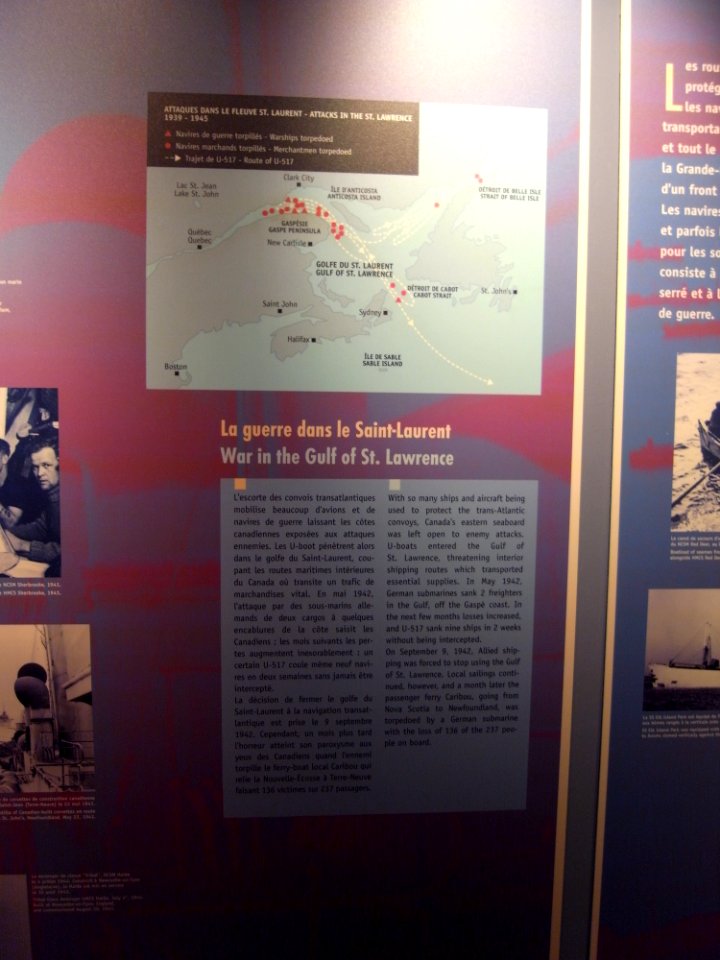 ATTAQUES DANS LE FLEUVE ST. LAURENT - ATTACKS IN THE ST. LAWRENCE
1939 - 1945
Navires de guerre torpillés - Warships torpedoed
Navires marchands torpillés - Merchantmen torpedoed
Trajet de U-517 - Route of U-517
Clark City
Lac St. Jean
Lake St. John
ÎLE D'ANTICOSTA
ANTICOSTA ISLAND
DÉTROIT DE BELLE ISLE
STRAIT OF BELLE ISLE
Québec
Quebec
GASPÉSIE
GASPE PENINSULA
New Carlisle
GOLFE DU ST. LAURENT
GULF OF ST. LAWRENCE
DÉTROIT DE CABOT
CABOT STRAIT
St. John's
Saint John
Sydney
Halifax
ÎLE DE SABLE
SABLE ISLAND
Boston
La guerre dans le Saint-Laurent
War in the Gulf of St. Lawrence
L'escorte des convois transatlantiques
mobilise beaucoup d'avions et de
navires de guerre laissant les côtes
canadiennes exposées aux attaques
ennemies. Les U-boot pénètrent alors
dans le golfe du Saint-Laurent, cou-
pant les routes maritimes intérieures
du Canada où transite un trafic de
marchandises vital. En mai 1942,
l'attaque par des sous-marins alle-
mands de deux cargos à quelques
encablures de la côte saisit les
Canadiens ; les mois suivants les per-
tes augmentent inexorablement : un
certain U-517 coule même neuf navi-
res en deux semaines sans jamais être
intercepté.
La décision de fermer le golfe du
Saint-Laurent à la navigation transat-
lantique est prise le 9 septembre
1942. Cependant, un mois plus tard
l'horreur atteint son paroxysme aux
yeux des Canadiens quand l'ennemi
torpille le ferry-boat local Caribou qui
relie la Nouvelle-Écosse à Terre-Neuve
faisant 136 victimes sur 237 passagers.
With so many ships and aircraft being
used to protect the trans-Atlantic
convoys, Canada's eastern seaboard
was left open to enemy attacks.
U-boats entered the Gulf of
St. Lawrence, threatening interior
shipping routes which transported
essential supplies. In May 1942,
German submarines sank 2 freighters
in the Gulf, off the Gaspé coast. In
the next few months losses increased,
and U-517 sank nine ships in 2 weeks
without being intercepted.
On September 9, 1942, Allied ship-
ping was forced to stop using the Gulf
of St. Lawrence. Local sailings conti-
nued, however, and a month later the
passenger ferry Caribou, going from
Nova Scotia to Newfoundland, was
torpedoed by a German submarine
with the loss of 136 of the 237 peo-
ple on board.
Les rou
protég
les nav
transporta
et tout le
la Grande-
d'un front
Les navires
et parfois
pour les so
consiste à
serré et à l
de guerre.
NCSM Sherbrooke, 1941.
HMCS Sherbrooke, 1941.